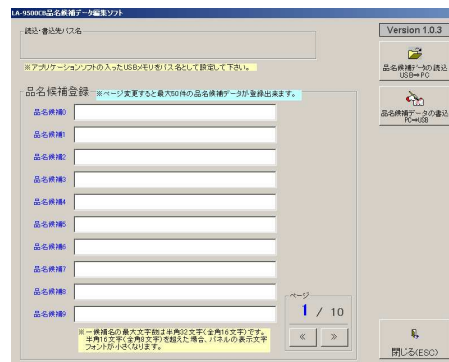 LA-9500CB品名候補データ編集ソフト
読込・書込先パス名
Version 1.0.3
※アプリケーションソフトの入ったUSBメモリをパス名として設定して下さい。
品名候補データの読込
USB⇒PC
品名候補登録
※ページ変更すると最大50件の品名候補データが登録出来ます。
品名候補0
品名候補データの書込
PC⇒USB
品名候補1
品名候補2
品名候補3
品名候補4
品名候補5
品名候補6
品名候補7
品名候補8
品名候補9
ページ
1 / 10
≪ ≫
※一候補名の最大文字数は半角32文字(全角16文字)です。
半角16文字(全角8文字)を超えた場合、パネルの表示文字
フォントが小さくなります。
閉じる(ESC)